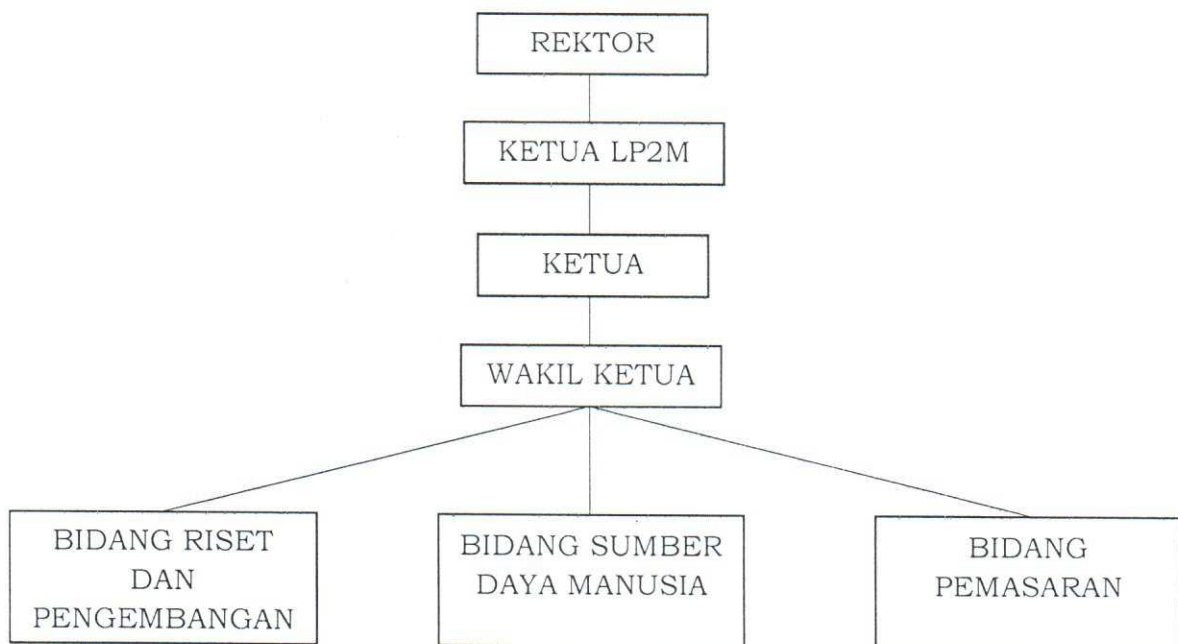 REKTOR
KETUA LP2M
KETUA
WAKIL KETUA
BIDANG RISET
DAN
PENGEMBANGAN
BIDANG SUMBER
DAYA MANUSIA
BIDANG
PEMASARAN